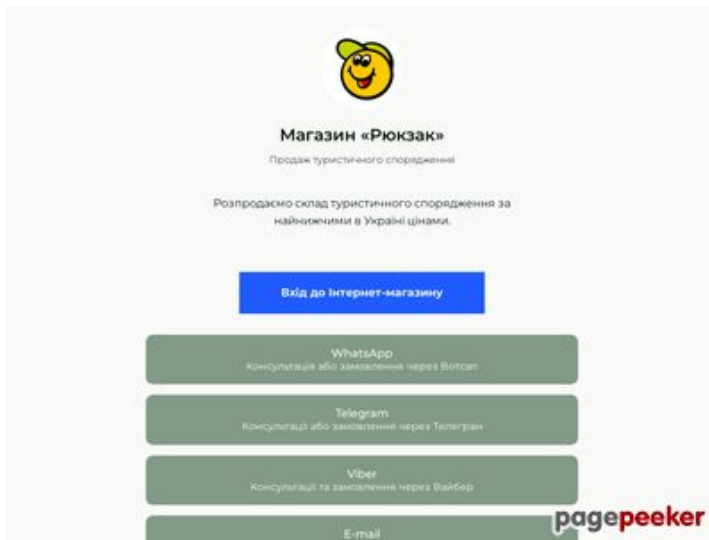 Магазин «Рюкзак»
Продаж туристичного спорядження
Розпродаємо склад туристичного спорядження за
найнижчими в Україні цінами.
Вхід до Інтернет-магазину
WhatsApp
Консультація або замовлення через Вотсап
Telegram
Консультації або замовлення через Телеграм
Viber
Консультації та замовлення через Вайбер
E-mail
pagepeeker